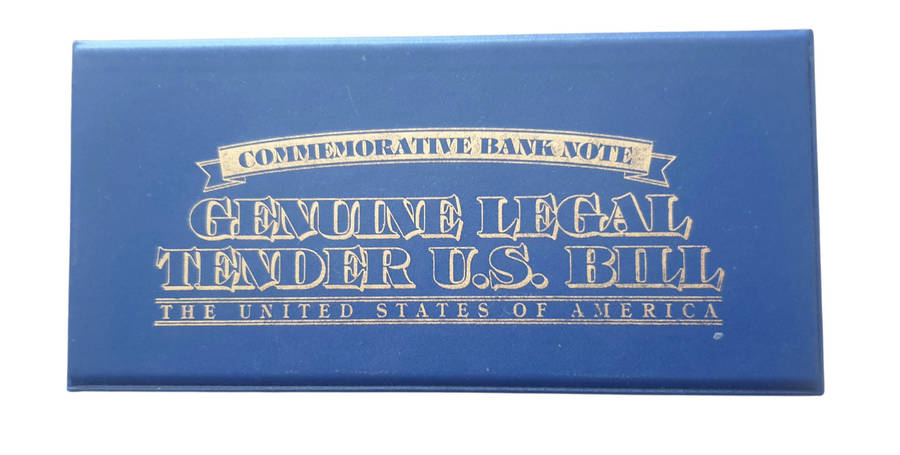 COMMEMORATIVE BANK NOTE
GENUINE LEGAL
TENDER U.S. BILL
THE UNITED STATES OF AMERICA